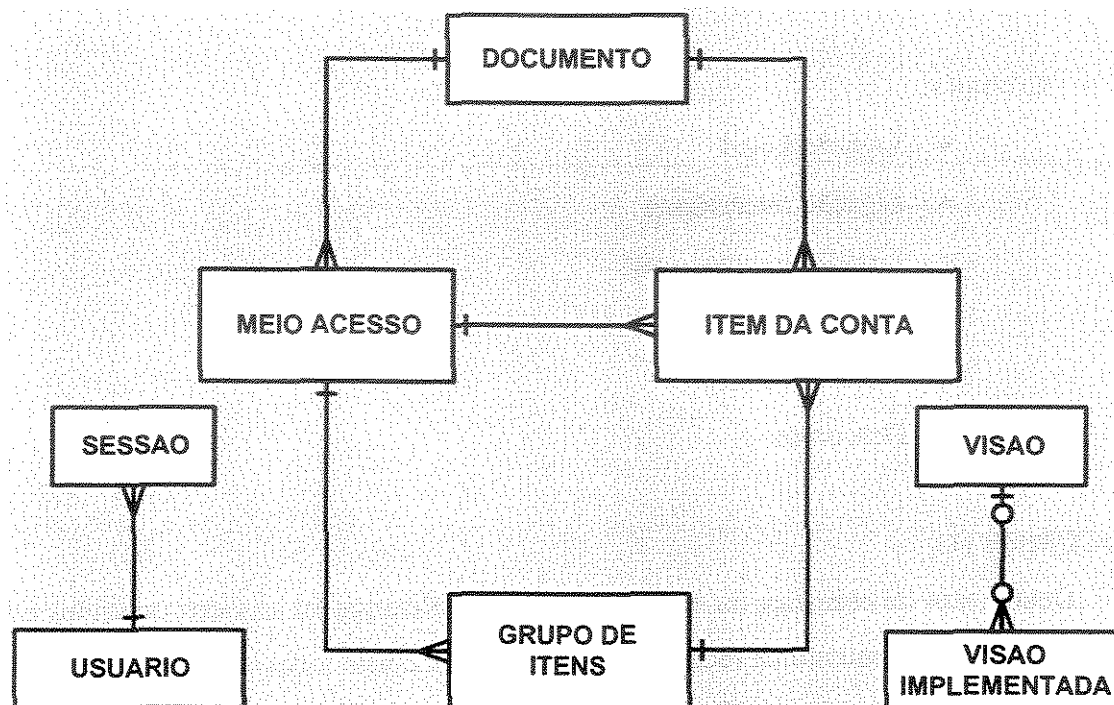 DOCUMENTO
MEIO ACESSO
ITEM DA CONTA
SESSAO
VISAO
USUARIO
GRUPO DE
ITENS
VISAO
IMPLEMENTADA